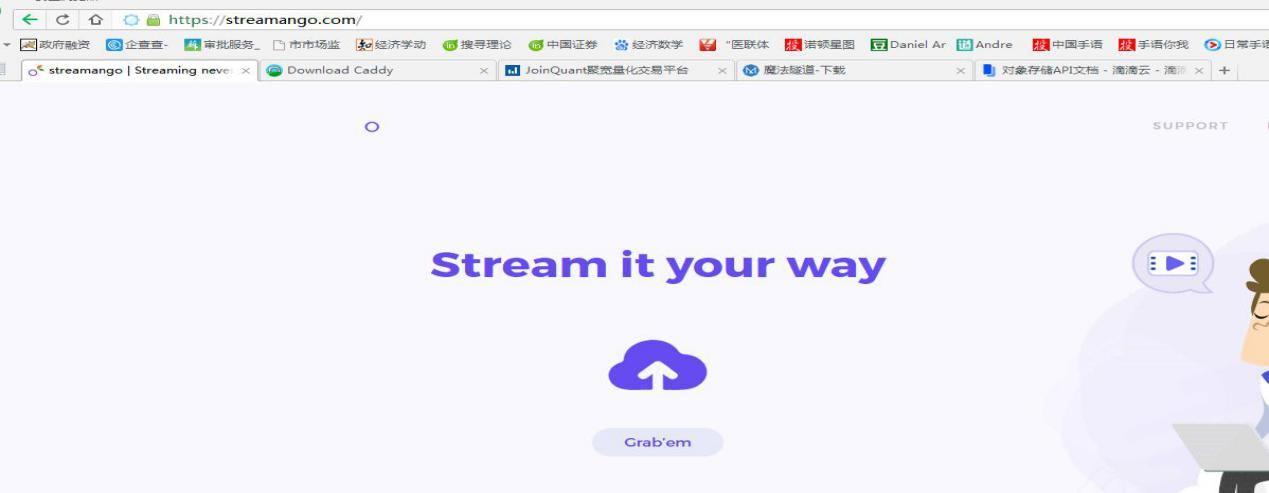 https://streamango.com/
政府融资 企查查- 审批服务_ 市市场监 经济学动 搜寻理论 中国证券 经济数学 "医联体 诺顿星图 Daniel Ar Andre 中国手语 手语你我 日常手语
streamango | Streaming neve Download Caddy JoinQuant聚宽量化交易平台 魔法隧道-下载 对象存储API文档 - 滴滴云 - 滴滴
SUPPORT
Stream it your way
Grab'em